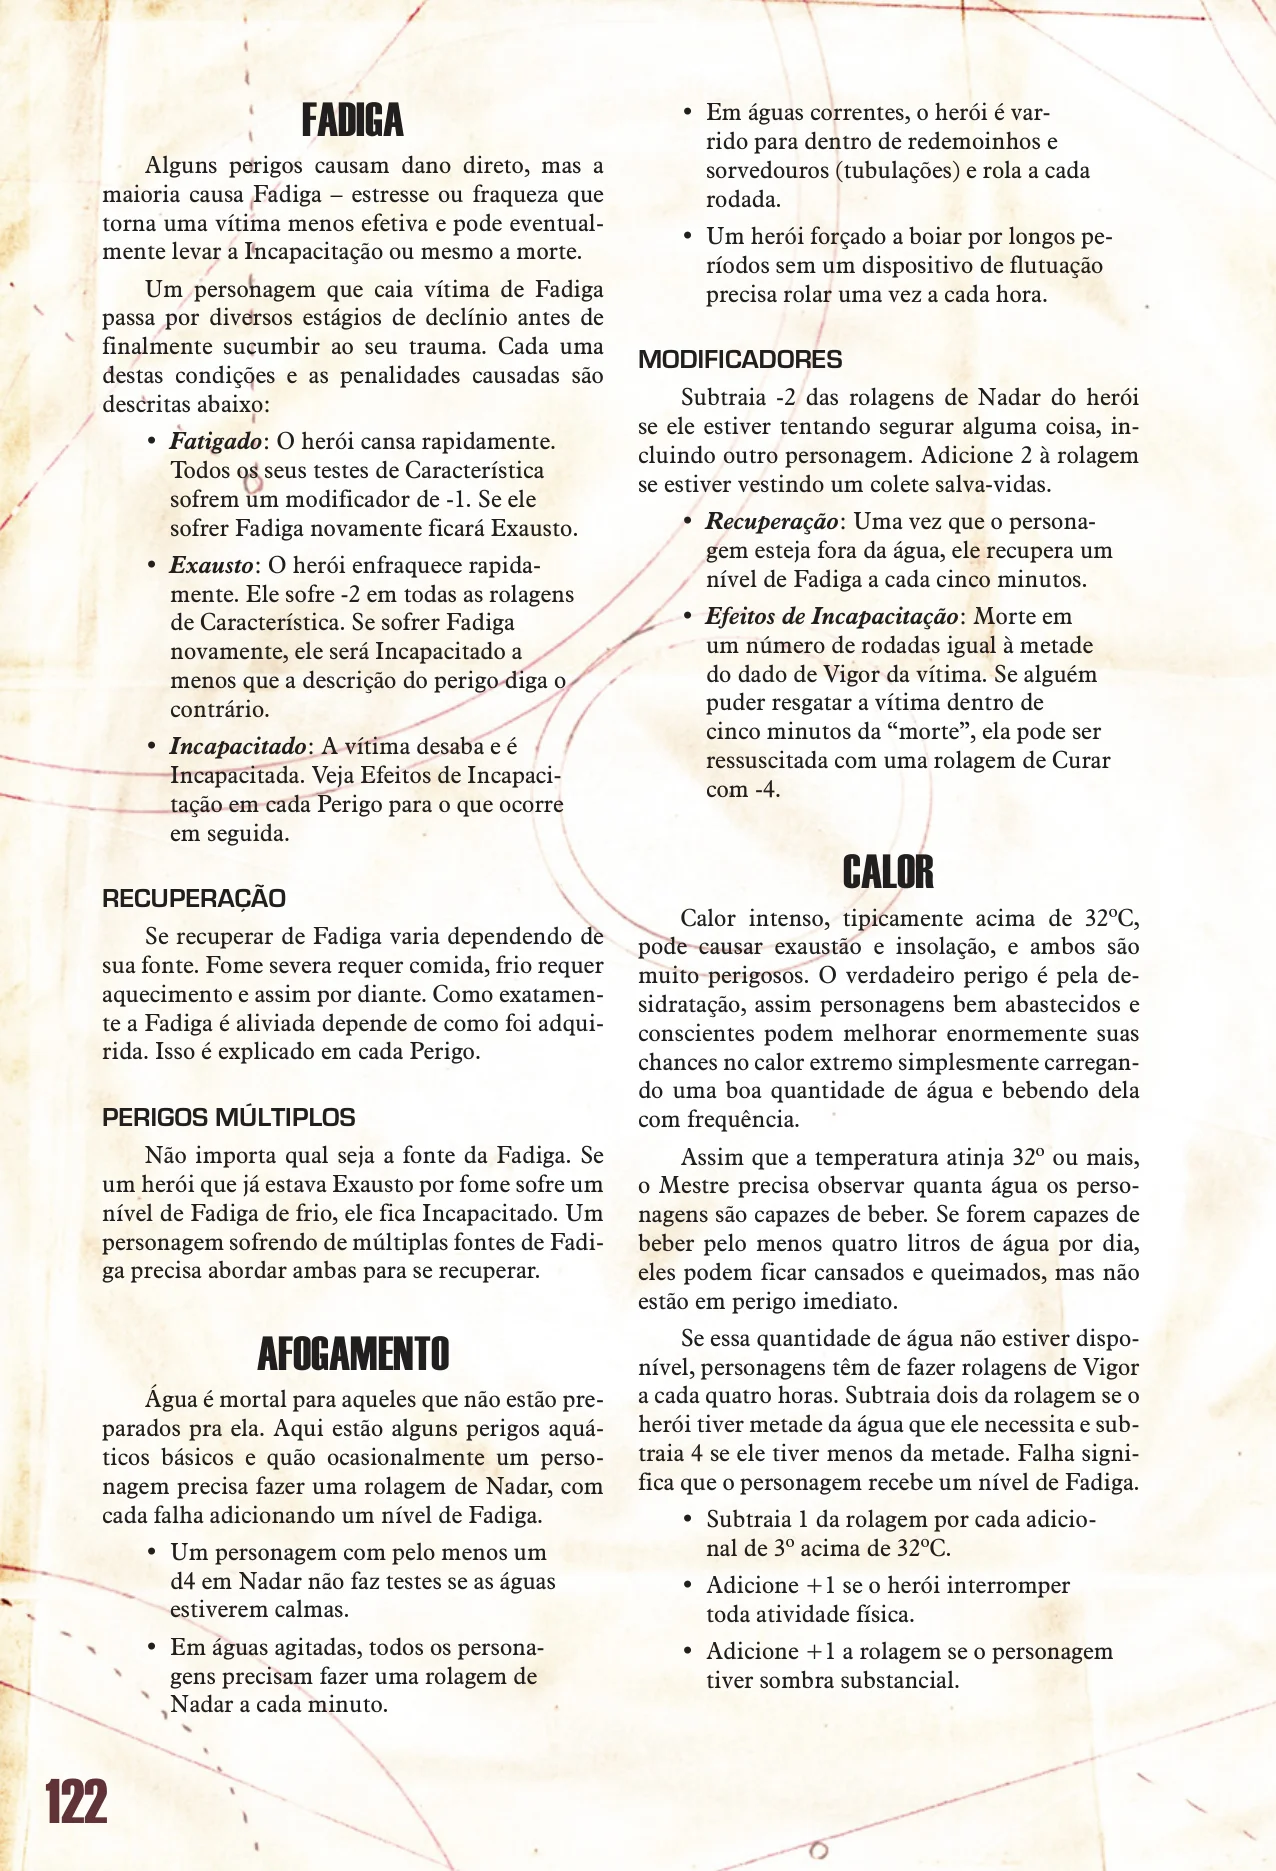 FADIGA
Alguns perigos causam dano direto, mas a
maioria causa Fadiga – estresse ou fraqueza que
torna uma vítima menos efetiva e pode eventual-
mente levar a Incapacitação ou mesmo a morte.
Um personagem que caia vítima de Fadiga
passa por diversos estágios de declínio antes de
finalmente sucumbir ao seu trauma. Cada uma
destas condições e as penalidades causadas são
descritas abaixo:
• Fatigado: O herói cansa rapidamente.
Todos os seus testes de Característica
sofrem um modificador de -1. Se ele
sofrer Fadiga novamente ficará Exausto.
• Exausto: O herói enfraquece rapida-
mente. Ele sofre -2 em todas as rolagens
de Característica. Se sofrer Fadiga
novamente, ele será Incapacitado a
menos que a descrição do perigo diga o
contrário.
• Incapacitado: A vítima desaba e é
Incapacitada. Veja Efeitos de Incapaci-
tação em cada Perigo para o que ocorre
em seguida.
RECUPERAÇÃO
Se recuperar de Fadiga varia dependendo de
sua fonte. Fome severa requer comida, frio requer
aquecimento e assim por diante. Como exatamen-
te a Fadiga é aliviada depende de como foi adqui-
rida. Isso é explicado em cada Perigo.
PERIGOS MÚLTIPLOS
Não importa qual seja a fonte da Fadiga. Se
um herói que já estava Exausto por fome sofre um
nível de Fadiga de frio, ele fica Incapacitado. Um
personagem sofrendo de múltiplas fontes de Fadi-
ga precisa abordar ambas para se recuperar.
AFOGAMENTO
Água é mortal para aqueles que não estão pre-
parados pra ela. Aqui estão alguns perigos aquá-
ticos básicos e quão ocasionalmente um perso-
nagem precisa fazer uma rolagem de Nadar, com
cada falha adicionando um nível de Fadiga.
• Um personagem com pelo menos um
d4 em Nadar não faz testes se as águas
estiverem calmas.
• Em águas agitadas, todos os persona-
gens precisam fazer uma rolagem de
Nadar a cada minuto.
• Em águas correntes, o herói é var-
rido para dentro de redemoinhos e
sorvedouros (tubulações) e rola a cada
rodada.
• Um herói forçado a boiar por longos pe-
ríodos sem um dispositivo de flutuação
precisa rolar uma vez a cada hora.
MODIFICADORES
Subtraia -2 das rolagens de Nadar do herói
se ele estiver tentando segurar alguma coisa, in-
cluindo outro personagem. Adicione 2 à rolagem
se estiver vestindo um colete salva-vidas.
• Recuperação: Uma vez que o persona-
gem esteja fora da água, ele recupera um
nível de Fadiga a cada cinco minutos.
• Efeitos de Incapacitação: Morte em
um número de rodadas igual à metade
do dado de Vigor da vítima. Se alguém
puder resgatar a vítima dentro de
cinco minutos da “morte”, ela pode ser
ressuscitada com uma rolagem de Curar
com -4.
CALOR
Calor intenso, tipicamente acima de 32ºC,
pode causar exaustão e insolação, e ambos são
muito perigosos. O verdadeiro perigo é pela de-
sidratação, assim personagens bem abastecidos e
conscientes podem melhorar enormemente suas
chances no calor extremo simplesmente carregan-
do uma boa quantidade de água e bebendo dela
com frequência.
Assim que a temperatura atinja 32º ou mais,
o Mestre precisa observar quanta água os perso-
nagens são capazes de beber. Se forem capazes de
beber pelo menos quatro litros de água por dia,
eles podem ficar cansados e queimados, mas não
estão em perigo imediato.
Se essa quantidade de água não estiver dispo-
nível, personagens têm de fazer rolagens de Vigor
a cada quatro horas. Subtraia dois da rolagem se o
herói tiver metade da água que ele necessita e sub-
traia 4 se ele tiver menos da metade. Falha signi-
fica que o personagem recebe um nível de Fadiga.
• Subtraia 1 da rolagem por cada adicio-
nal de 3º acima de 32ºC.
• Adicione +1 se o herói interromper
toda atividade física.
• Adicione +1 a rolagem se o personagem
tiver sombra substancial.
122